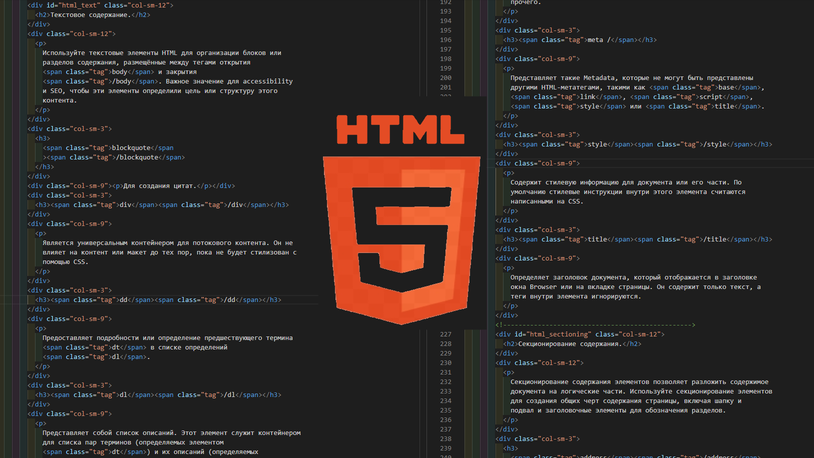 <div id="html_text" class="col-sm-12">
<h2>Текстовое содержание.</h2>
</div>
<div class="col-sm-12">
<p>
Используйте текстовые элементы HTML для организации блоков или
разделов содержания, размещённые между тегами открытия
<span class="tag">body</span> и закрытия
<span class="tag">/body</span>. Важное значение для accessibility
и SEO, чтобы эти элементы определили цель или структуру этого
контента.
</p>
</div>
<div class="col-sm-3">
<h3>
<span class="tag">blockquote</span
><span class="tag">/blockquote</span>
</h3>
</div>
<div class="col-sm-9"><p>Для создания цитат.</p></div>
<div class="col-sm-3">
<h3><span class="tag">div</span><span class="tag">/div</span></h3>
</div>
<div class="col-sm-9">
<p>
Является универсальным контейнером для потокового контента. Он не
влияет на контент или макет до тех пор, пока не будет стилизован с
помощью CSS.
</p>
</div>
<div class="col-sm-3">
<h3><span class="tag">dd</span><span class="tag">/dd</span></h3>
</div>
<div class="col-sm-9">
<p>
Предоставляет подробности или определение предшествующего термина
<span class="tag">dt</span> в списке определений
<span class="tag">dl</span>.
</p>
</div>
<div class="col-sm-3">
<h3><span class="tag">dl</span><span class="tag">/dl</span></h3>
</div>
<div class="col-sm-9">
<p>
Представляет собой список описаний. Этот элемент служит контейнером
для списка пар терминов (определяемых элементом
<span class="tag">dt</span>) и их описаний (определяемых
HTML
5
192
прочего.
193
</p>
194
</div>
195
<div class="col-sm-3">
196
<h3><span class="tag">meta /</span></h3>
197
</div>
198
<div class="col-sm-9">
199
<p>
200
Представляет такие Metadata, которые не могут быть представлены
201
другими HTML-метатегами, такими как <span class="tag">base</span>,
<span class="tag">link</span>, <span class="tag">script</span>,
<span class="tag">style</span> или <span class="tag">title</span>.
</p>
</div>
<div class="col-sm-3">
<h3><span class="tag">style</span><span class="tag">/style</span></h3>
</div>
<div class="col-sm-9">
<p>
Содержит стилевую информацию для документа или его части. По
умолчанию стилевые инструкции внутри этого элемента считаются
написанными на CSS.
</p>
</div>
<div class="col-sm-3">
<h3><span class="tag">title</span><span class="tag">/title</span></h3>
</div>
<div class="col-sm-9">
<p>
Определяет заголовок документа, который отображается в заголовке
окна Browser или на вкладке страницы. Он содержит только текст, а
теги внутри элемента игнорируются.
</p>
</div>
<!------------------------------------------------>
227
<div id="html_sectioning" class="col-sm-12">
228
<h2>Секционирование содержания.</h2>
229
</div>
230
<div class="col-sm-12">
231
<p>
232
Секционирование содержания элементов позволяет разложить содержимое
233
документа на логические части. Используйте секционирование элементов
234
для создания общих черт содержания страницы, включая шапку и
235
подвал и заголовочные элементы для обозначения разделов.
236
</p>
237
</div>
238
<div class="col-sm-3">
239
<h3>
240
<span class="tag">address</span><span class="tag">/address</span>